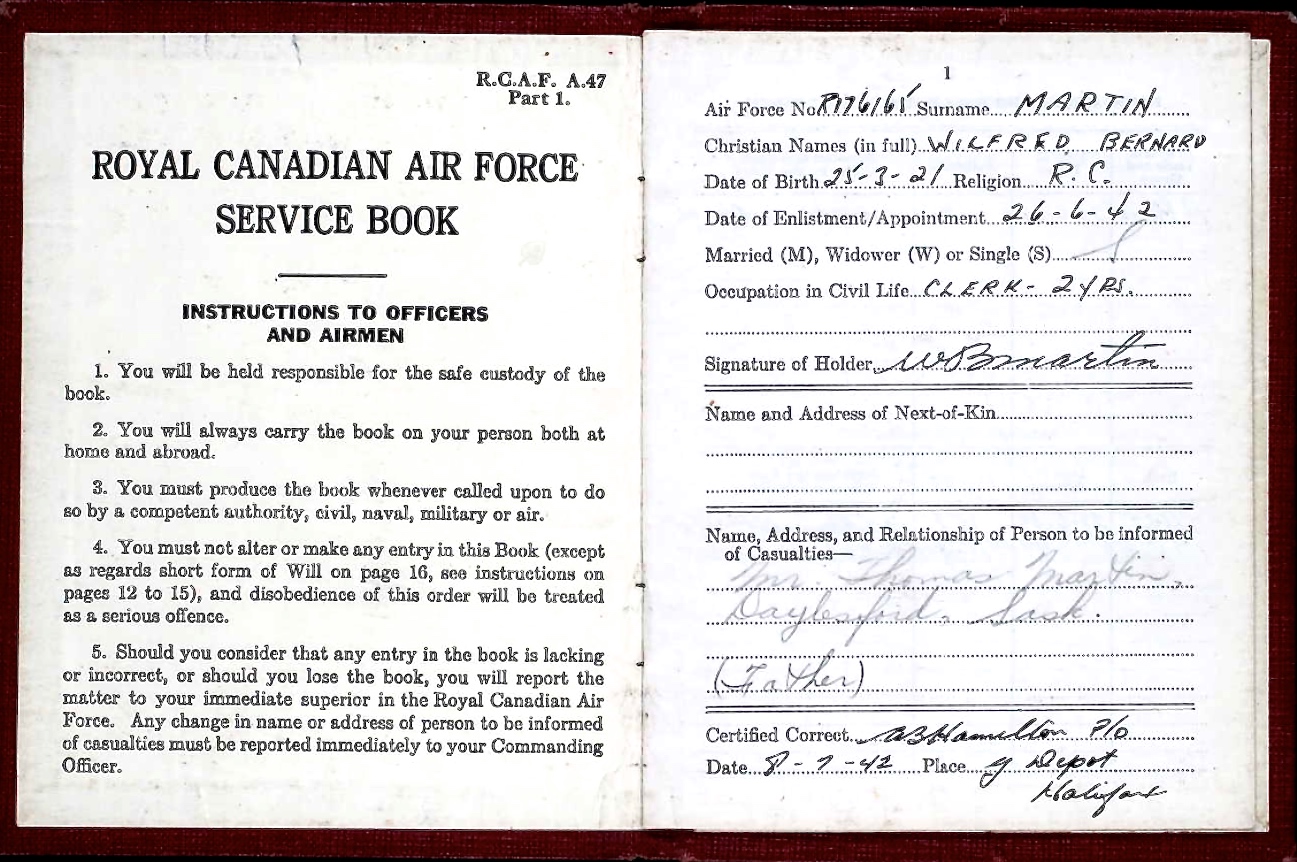 R.C.A.F. A.47
Part 1.
ROYAL CANADIAN AIR FORCE
SERVICE BOOK
INSTRUCTIONS TO OFFICERS
AND AIRMEN
1. You will be held responsible for the safe custody of the
book.
2. You will always carry the book on your person both at
home and abroad.
3. You must produce the book whenever called upon to do
so by a competent authority, civil, naval, military or air.
4. You must not alter or make any entry in this Book (except
as regards short form of Will on page 16, see instructions on
pages 12 to 15), and disobedience of this order will be treated
as a serious offence.
5. Should you consider that any entry in the book is lacking
or incorrect, or should you lose the book, you will report the
matter to your immediate superior in the Royal Canadian Air
Force. Any change in name or address of person to be informed
of casualties must be reported immediately to your Commanding
Officer.
1
Air Force No R176165 Surname MARTIN
Christian Names (in full) WILFRED BERNARD
Date of Birth 25-3-21 Religion R.C.
Date of Enlistment/Appointment 26-6-42
Married (M), Widower (W) or Single (S) S
Occupation in Civil Life CLERK - 2 YRS.
Signature of Holder WBMartin
Name and Address of Next-of-Kin
Name, Address, and Relationship of Person to be informed
of Casualties—
Mr. Thomas Martin,
Daylesford, Sask.
(Father)
Certified Correct ABHamilton P/O
Date 8-7-42 Place Y Depot
Halifax